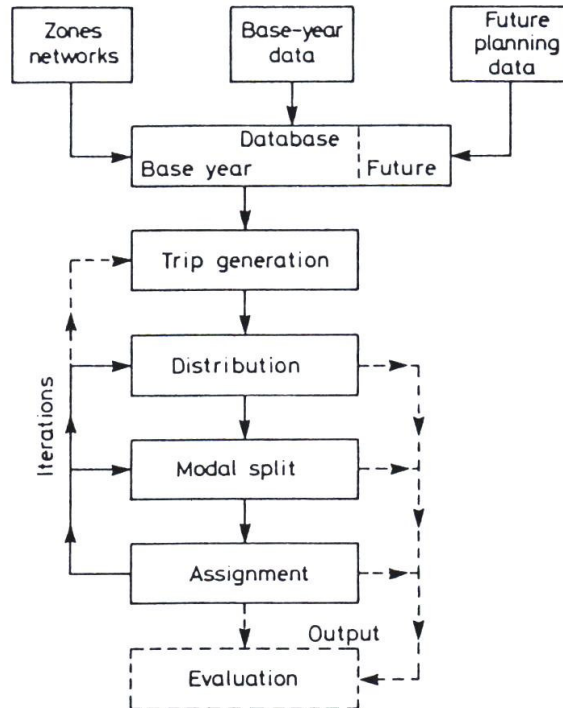 Zones
networks
Base-year
data
Future
planning
data
Database
Base year
Future
Trip generation
Distribution
Iterations
Modal split
Assignment
Output
Evaluation